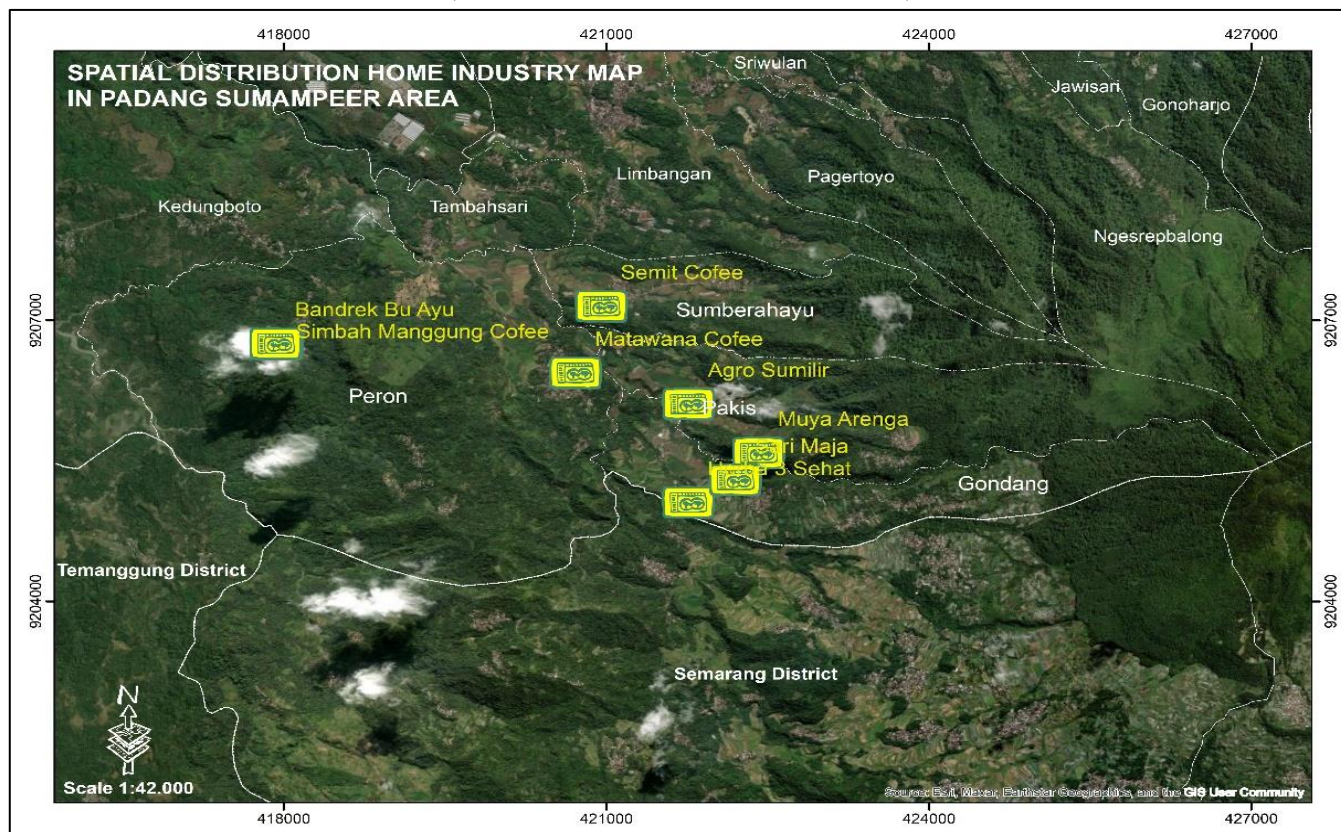 418000 421000 424000 427000
SPATIAL DISTRIBUTION HOME INDUSTRY MAP
IN PADANG SUMAMPEER AREA
Sriwulan
Jawisari
Gonoharjo
Limbangan
Pagertoyo
Kedungboto
Tambahsari
Ngesrepbalong
Semit Cofee
Sumberahayu
9207000
9207000
Bandrek Bu Ayu
Simbah Manggung Cofee
Matawana Cofee
Agro Sumilir
Peron
Pakis
Muya Arenga
Maja
3 Sehat
Gondang
Temanggung District
9204000
9204000
Semarang District
N
Scale 1:42.000
Source: Esri, Maxar, Earthstar Geographics, and the GIS User Community
418000 421000 424000 427000